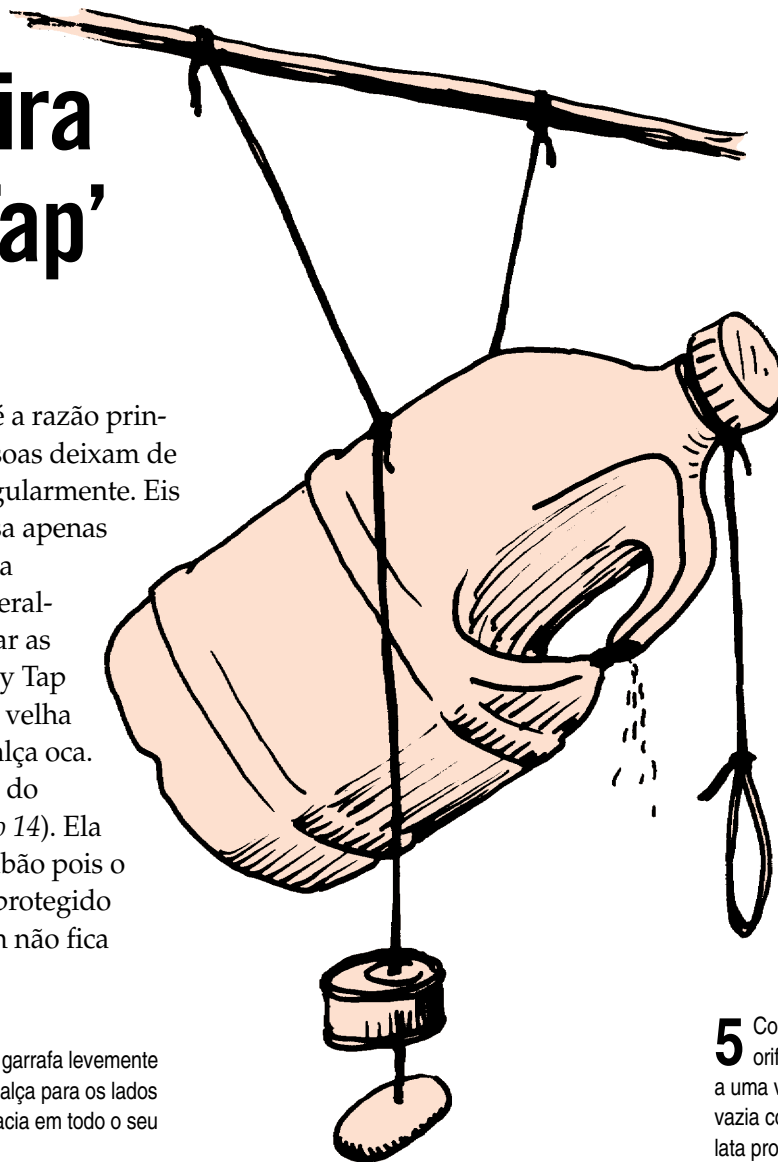 ira
Tap’
é a razão prin-
soas deixam de
gularmente. Eis
sa apenas
a
eral-
ar as
y Tap
velha
alça oca.
do
o 14). Ela
bão pois o
protegido
n não fica
garrafa levemente
alça para os lados
acia em todo o seu
5 Co
orif
a uma v
vazia co
lata pro